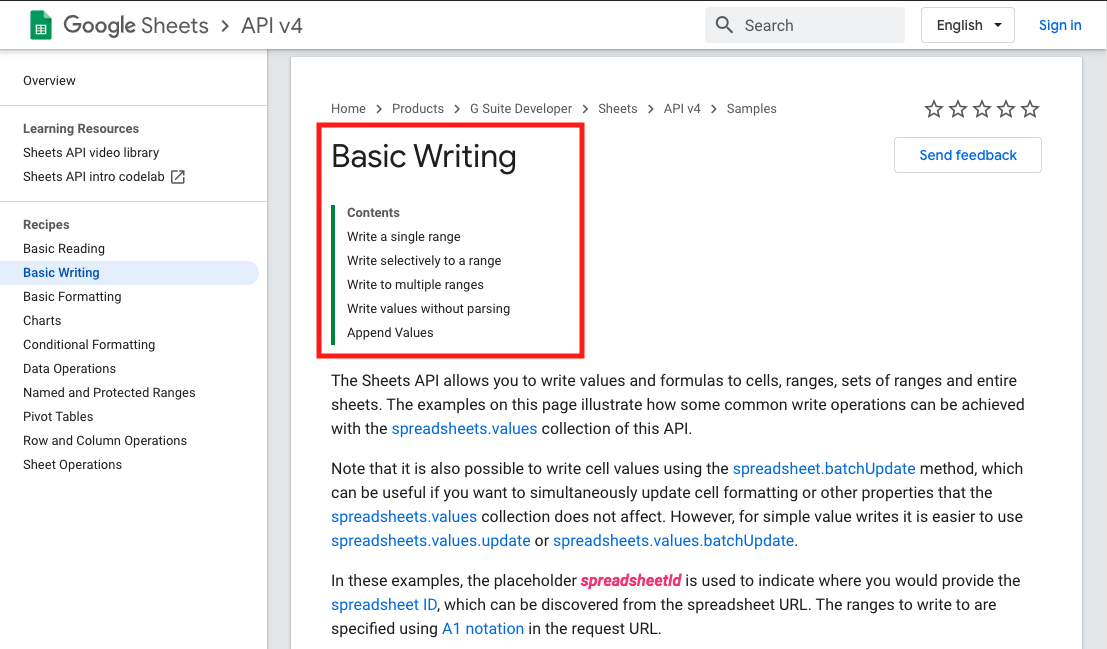 Google Sheets > API v4
Search
English
Sign in
Overview
Learning Resources
Sheets API video library
Sheets API intro codelab
Recipes
Basic Reading
Basic Writing
Basic Formatting
Charts
Conditional Formatting
Data Operations
Named and Protected Ranges
Pivot Tables
Row and Column Operations
Sheet Operations
Home > Products > G Suite Developer > Sheets > API v4 > Samples
Basic Writing
Send feedback
Contents
Write a single range
Write selectively to a range
Write to multiple ranges
Write values without parsing
Append Values
The Sheets API allows you to write values and formulas to cells, ranges, sets of ranges and entire
sheets. The examples on this page illustrate how some common write operations can be achieved
with the spreadsheets.values collection of this API.
Note that it is also possible to write cell values using the spreadsheet.batchUpdate method, which
can be useful if you want to simultaneously update cell formatting or other properties that the
spreadsheets.values collection does not affect. However, for simple value writes it is easier to use
spreadsheets.values.update or spreadsheets.values.batchUpdate.
In these examples, the placeholder spreadsheetId is used to indicate where you would provide the
spreadsheet ID, which can be discovered from the spreadsheet URL. The ranges to write to are
specified using A1 notation in the request URL.